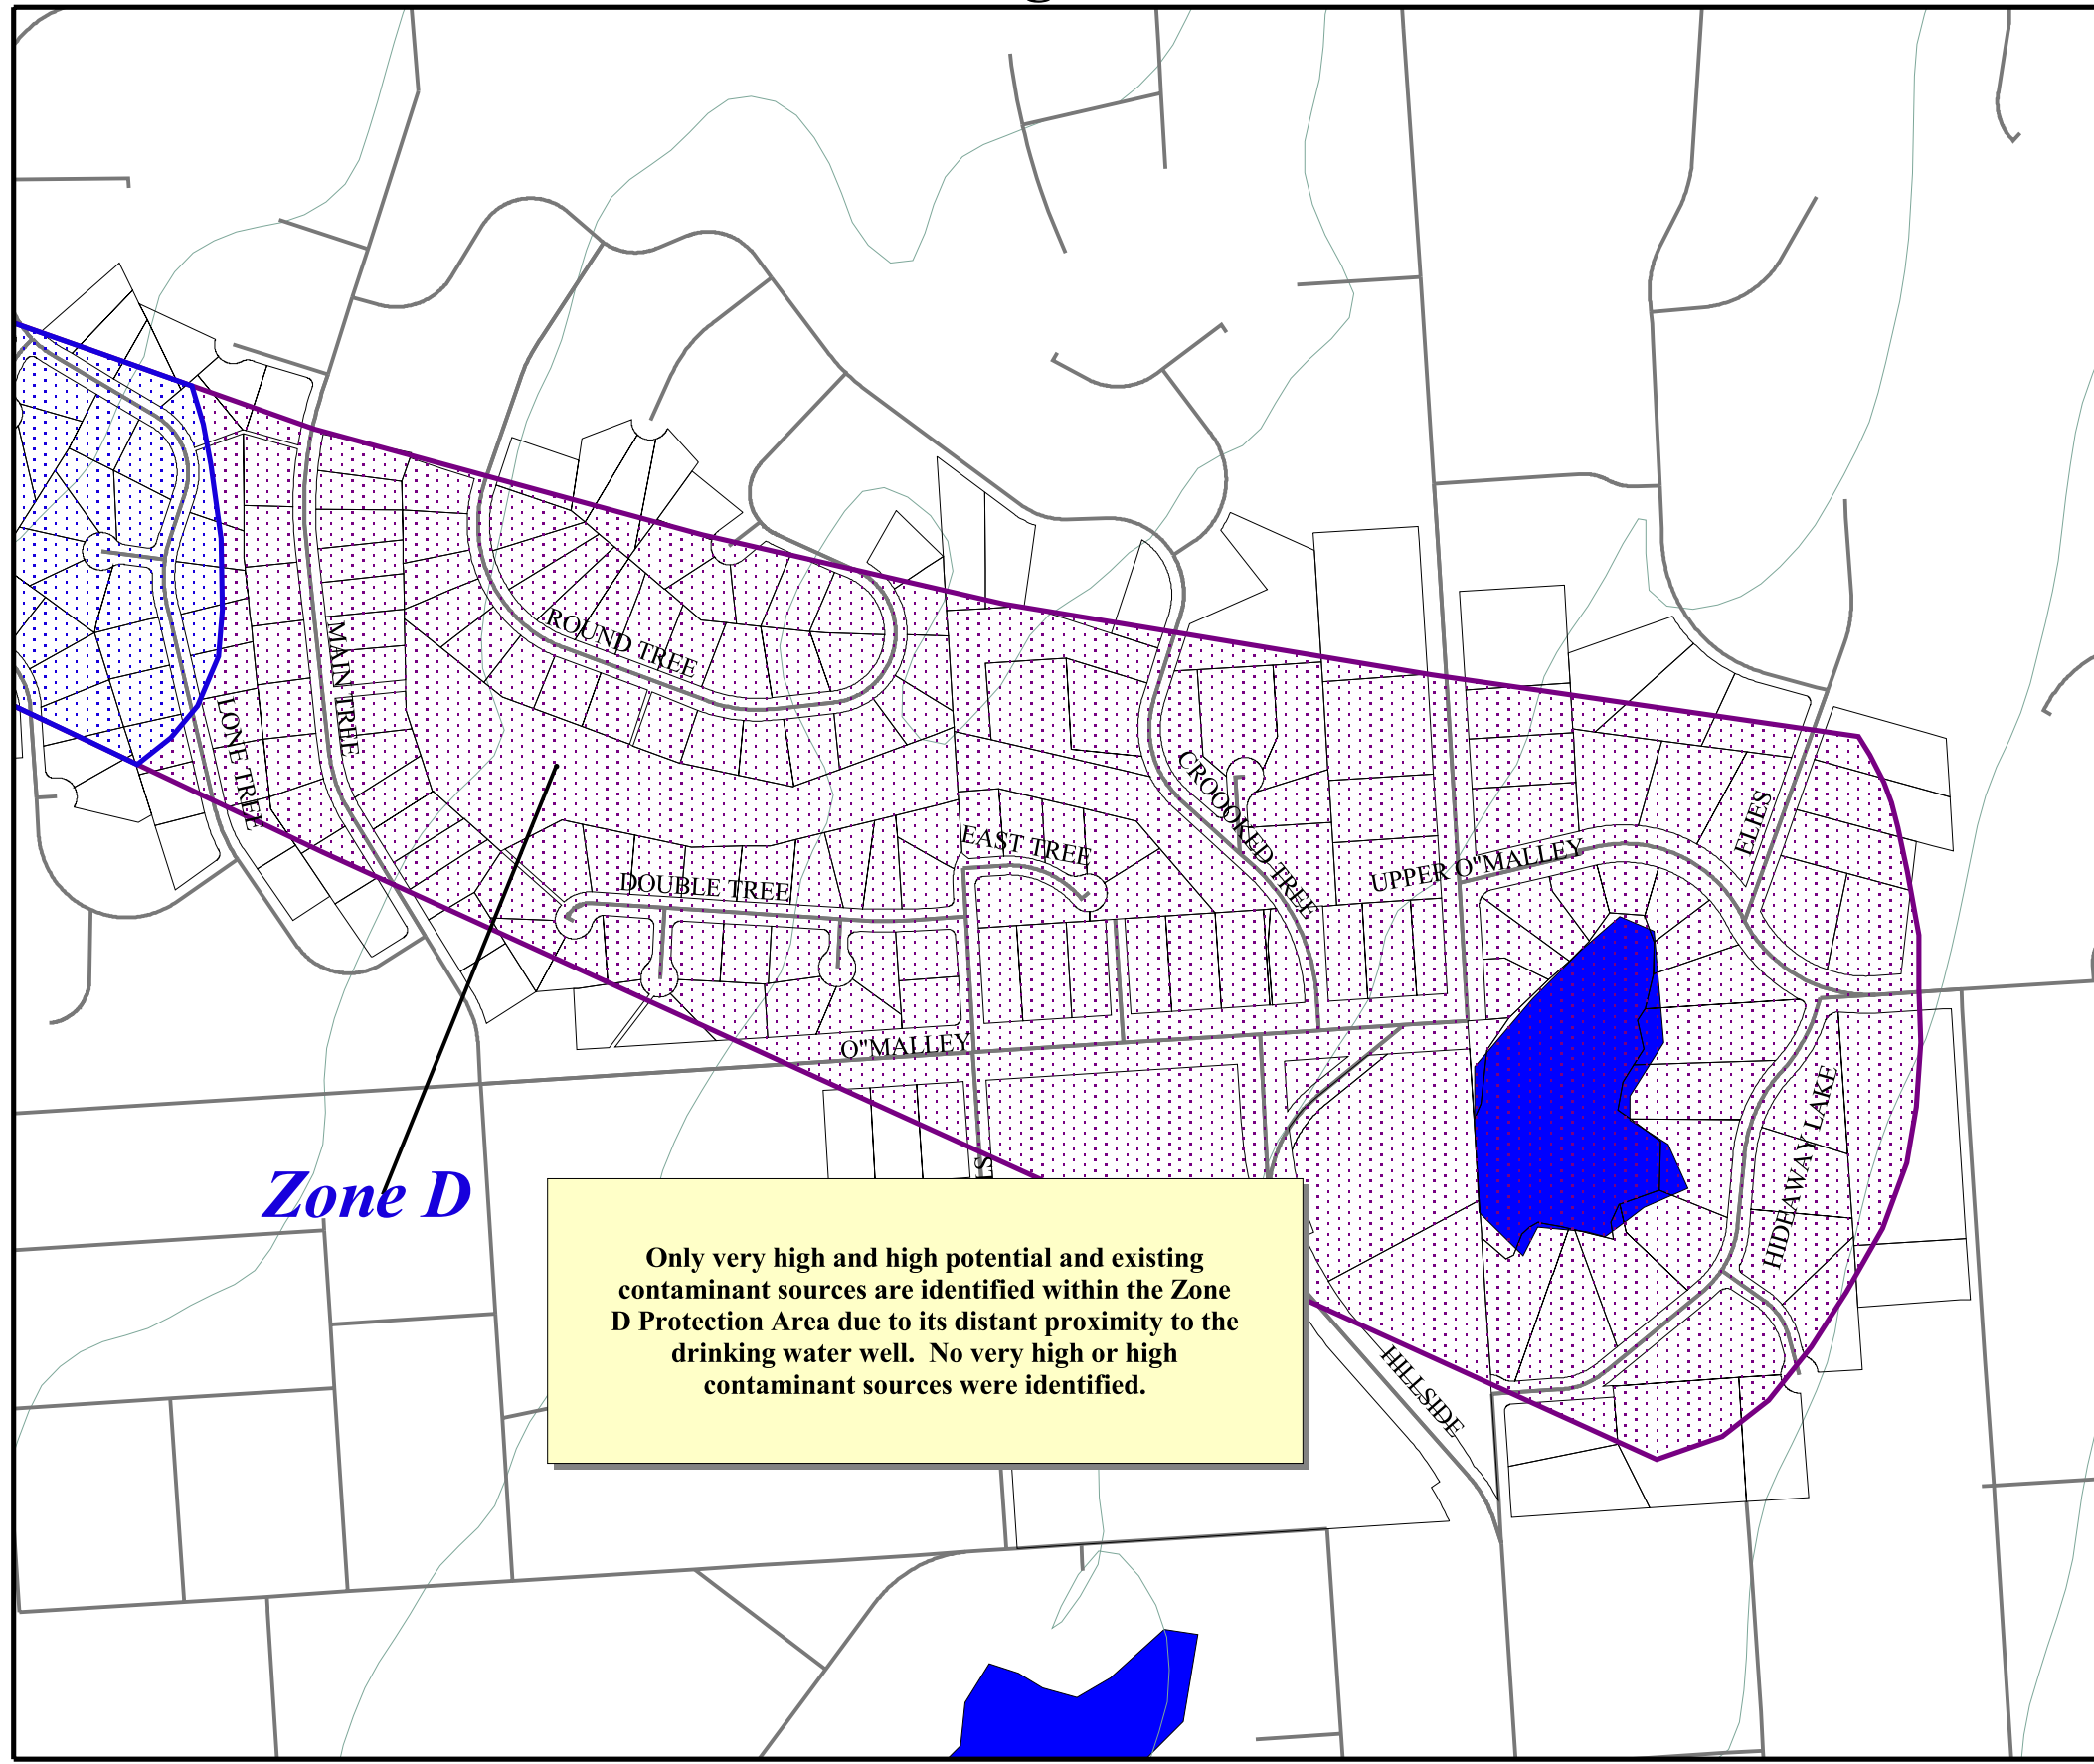 ROUND TREE
MAIN TREE
LONE TREE
CROOOKED TREE
EAST TREE
DOUBLE TREE
UPPER O"MALLEY
ELIES
O"MALLEY
HIDEAWAY LAKE
Zone D
Only very high and high potential and existing
contaminant sources are identified within the Zone
D Protection Area due to its distant proximity to the
drinking water well. No very high or high
contaminant sources were identified.
HILLSIDE